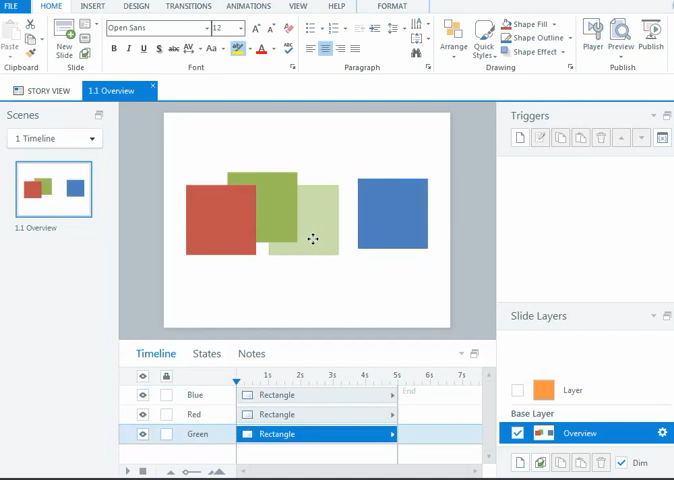 FILE HOME INSERT DESIGN TRANSITIONS ANIMATIONS VIEW HELP FORMAT
Open Sans 12
Paste
New Slide
B I U S abc AV Aa A
Arrange
Quick Styles
Shape Fill
Shape Outline
Shape Effect
Player
Preview
Publish
Clipboard Slide Font Paragraph Drawing Publish
STORY VIEW 1.1 Overview
Scenes
1 Timeline
1.1 Overview
Triggers
Slide Layers
Layer
Base Layer
Overview
Dim
Timeline States Notes
1s 2s 3s 4s 5s 6s 7s
Blue Rectangle End
Red Rectangle
Green Rectangle